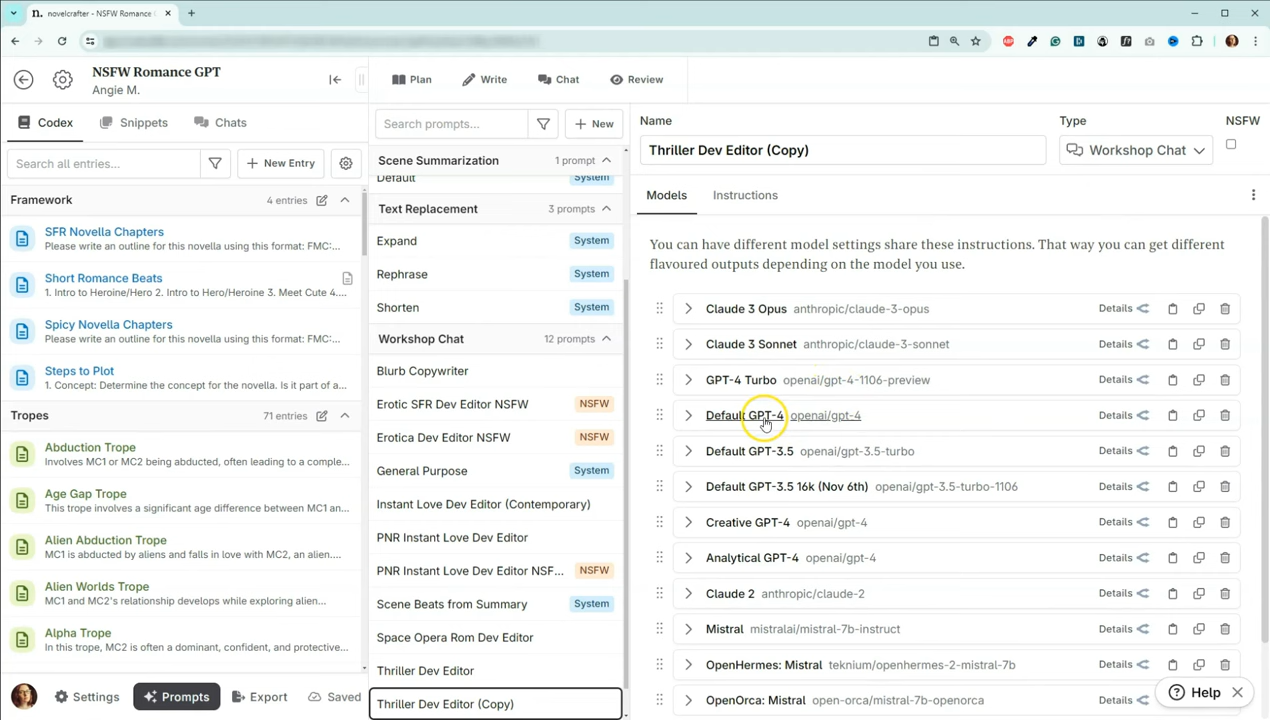 n. novelcrafter - NSFW Romance
NSFW Romance GPT
Angie M.
Plan
Write
Chat
Review
Codex
Snippets
Chats
Search all entries...
New Entry
Framework
4 entries
SFR Novella Chapters
Please write an outline for this novella using this format: FMC:...
Short Romance Beats
1. Intro to Heroine/Hero 2. Intro to Hero/Heroine 3. Meet Cute 4....
Spicy Novella Chapters
Please write an outline for this novella using this format: FMC:...
Steps to Plot
1. Concept: Determine the concept for the novella. Is it part of a...
Tropes
71 entries
Abduction Trope
Involves MC1 or MC2 being abducted, often leading to a comple...
Age Gap Trope
This trope involves a significant age difference between MC1 an...
Alien Abduction Trope
MC1 is abducted by aliens and falls in love with MC2, an alien....
Alien Worlds Trope
MC1 and MC2's relationship develops while exploring alien...
Alpha Trope
In this trope, MC2 is often a dominant, confident, and protective...
Settings
Prompts
Export
Saved
Search prompts...
New
Scene Summarization
1 prompt
Default
System
Text Replacement
3 prompts
Expand
System
Rephrase
System
Shorten
System
Workshop Chat
12 prompts
Blurb Copywriter
Erotic SFR Dev Editor NSFW
NSFW
Erotica Dev Editor NSFW
NSFW
General Purpose
System
Instant Love Dev Editor (Contemporary)
PNR Instant Love Dev Editor
PNR Instant Love Dev Editor NSF...
NSFW
Scene Beats from Summary
System
Space Opera Rom Dev Editor
Thriller Dev Editor
Thriller Dev Editor (Copy)
Name
Type
NSFW
Thriller Dev Editor (Copy)
Workshop Chat
Models
Instructions
You can have different model settings share these instructions. That way you can get different
flavoured outputs depending on the model you use.
Claude 3 Opus anthropic/claude-3-opus
Details
Claude 3 Sonnet anthropic/claude-3-sonnet
Details
GPT-4 Turbo openai/gpt-4-1106-preview
Details
Default GPT-4 openai/gpt-4
Details
Default GPT-3.5 openai/gpt-3.5-turbo
Details
Default GPT-3.5 16k (Nov 6th) openai/gpt-3.5-turbo-1106
Details
Creative GPT-4 openai/gpt-4
Details
Analytical GPT-4 openai/gpt-4
Details
Claude 2 anthropic/claude-2
Details
Mistral mistralai/mistral-7b-instruct
Details
OpenHermes: Mistral teknium/openhermes-2-mistral-7b
Details
OpenOrca: Mistral open-orca/mistral-7b-openorca
Details
Help